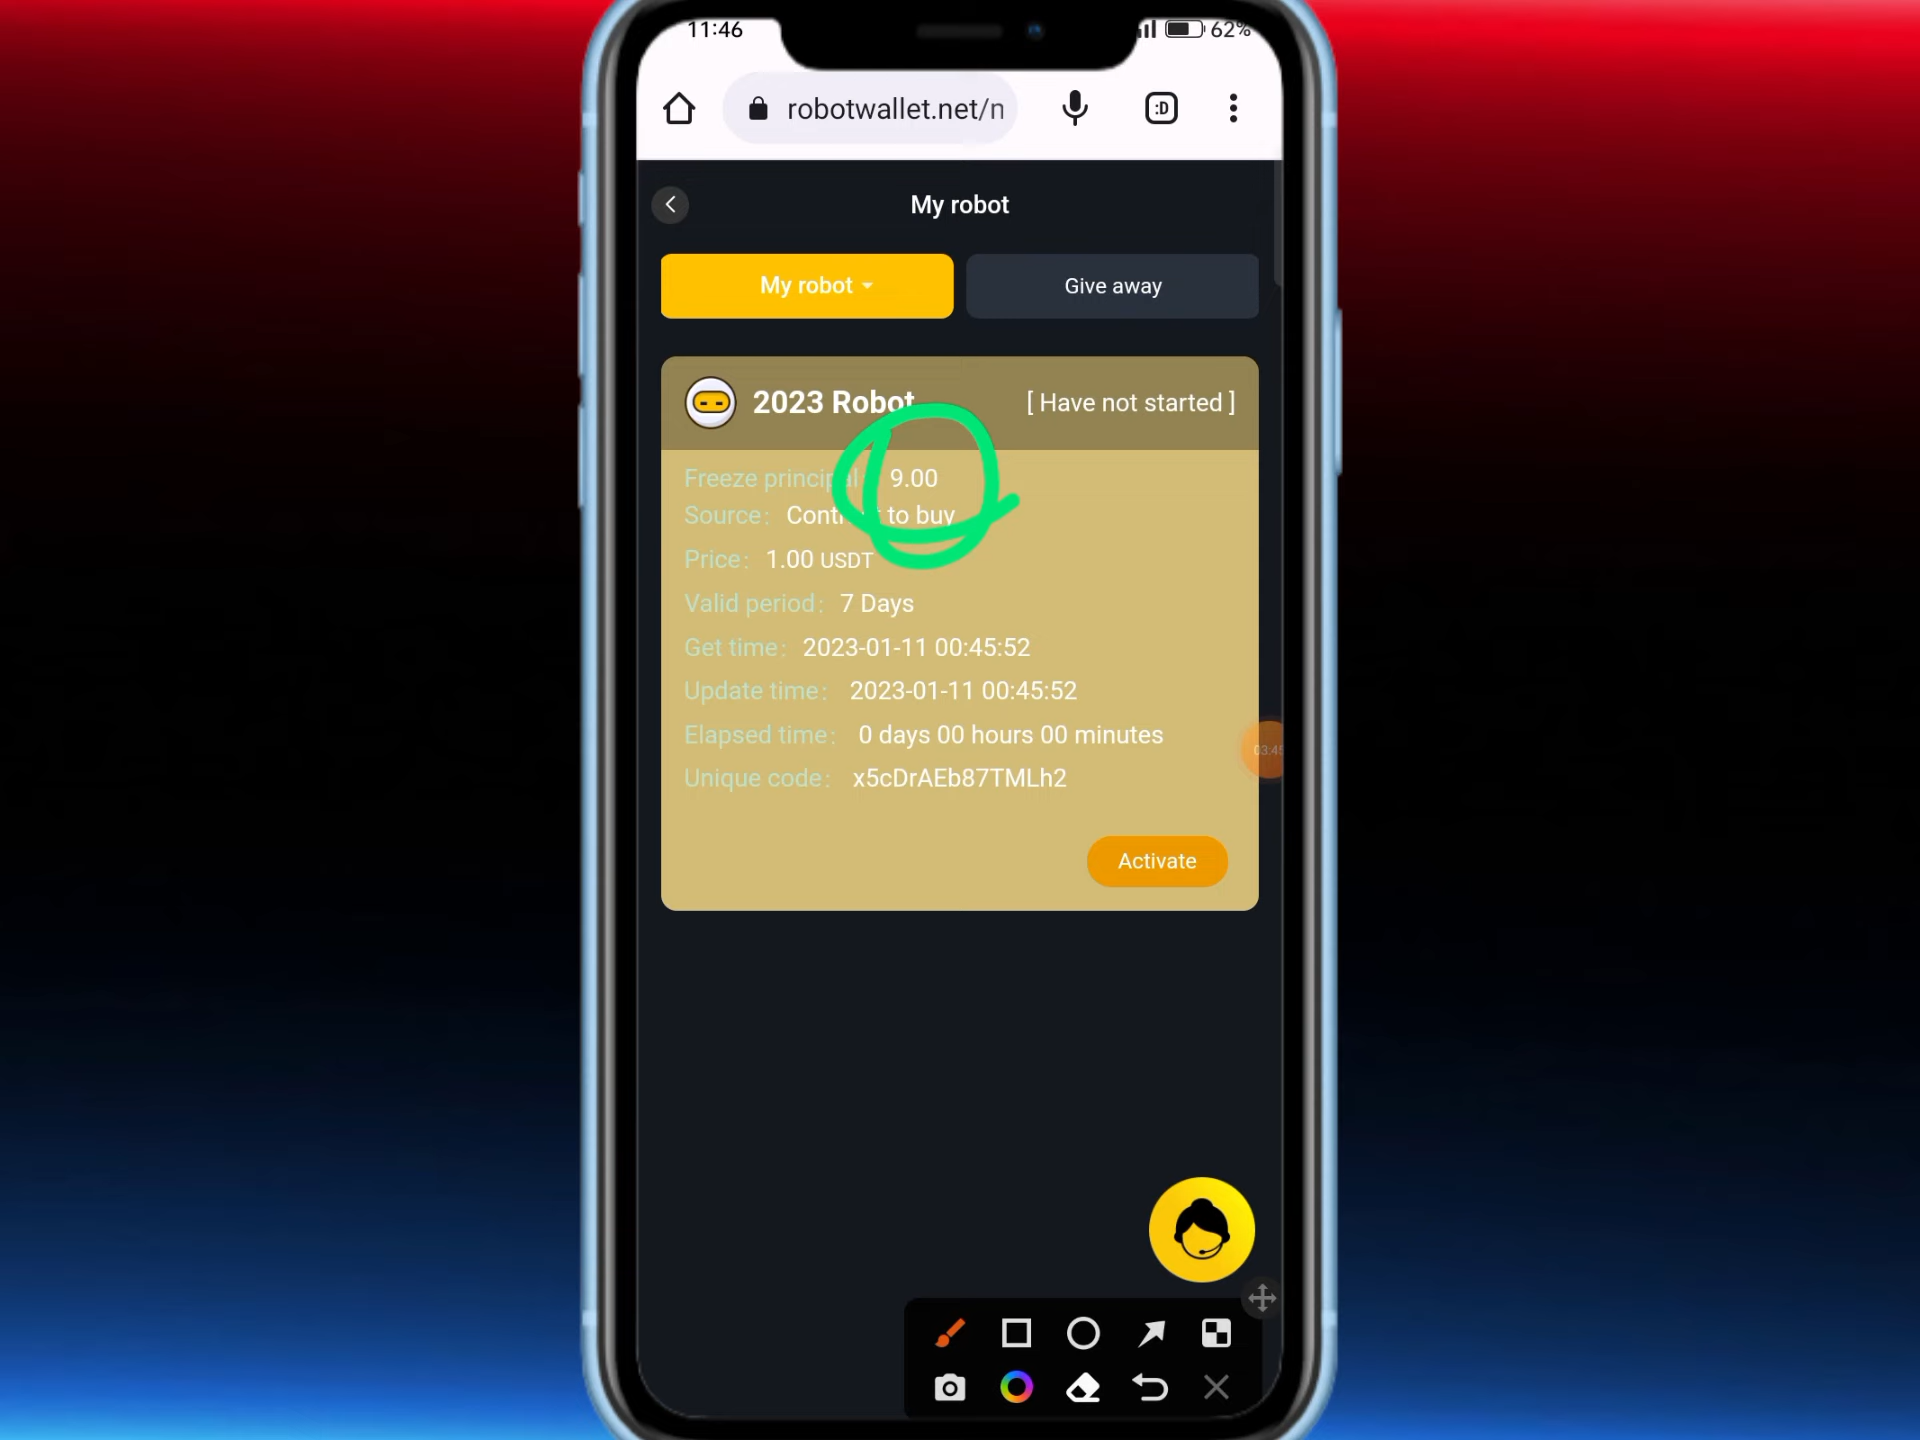 11:46
62%
robotwallet.net/n
:D
My robot
My robot
Give away
2023 Robot
[ Have not started ]
Freeze principal: 9.00
Source: to buy
Price: 1.00 USDT
Valid period: 7 Days
Get time: 2023-01-11 00:45:52
Update time: 2023-01-11 00:45:52
Elapsed time: 0 days 00 hours 00 minutes
03:45
Unique code: x5cDrAEb87TMLh2
Activate